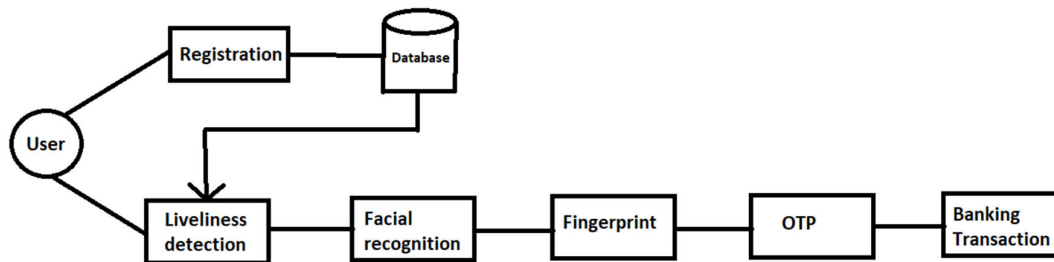 Registration
Database
User
Liveliness
detection
Facial
recognition
Fingerprint
OTP
Banking
Transaction